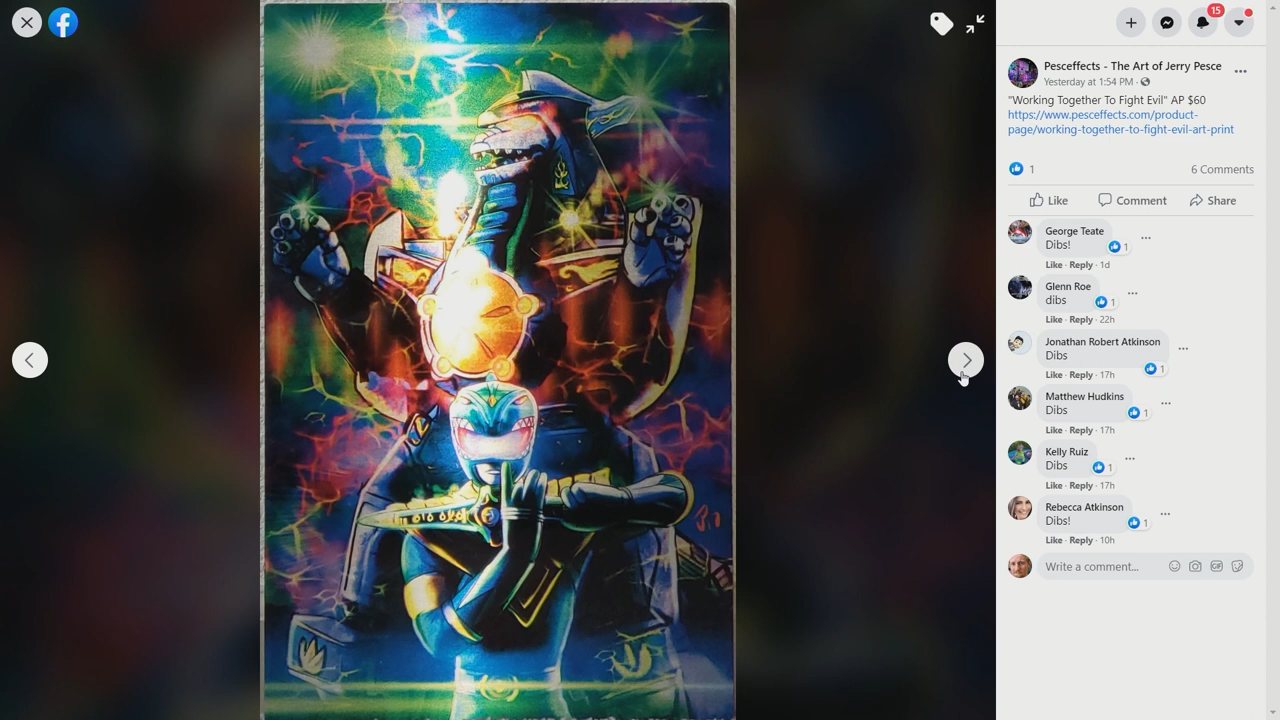 15
Pesceffects - The Art of Jerry Pesce
Yesterday at 1:54 PM ·
"Working Together To Fight Evil" AP $60
https://www.pesceffects.com/product-
page/working-together-to-fight-evil-art-print
1
6 Comments
Like
Comment
Share
George Teate
Dibs!
1
Like · Reply · 1d
Glenn Roe
dibs
1
Like · Reply · 22h
Jonathan Robert Atkinson
Dibs
1
Like · Reply · 17h
Matthew Hudkins
Dibs
1
Like · Reply · 17h
Kelly Ruiz
Dibs
1
Like · Reply · 17h
Rebecca Atkinson
Dibs!
1
Like · Reply · 10h
Write a comment...
GIF